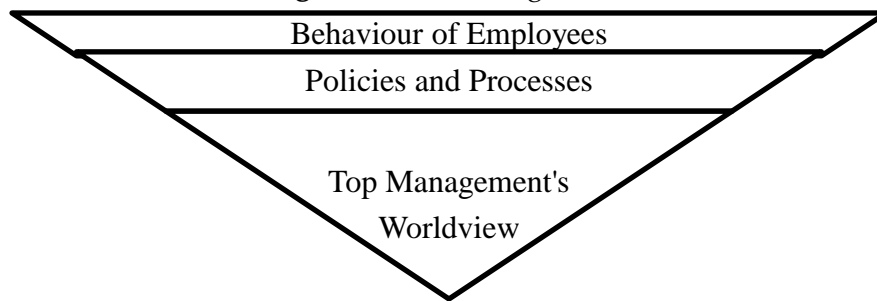 Behaviour of Employees
Policies and Processes
Top Management's
Worldview